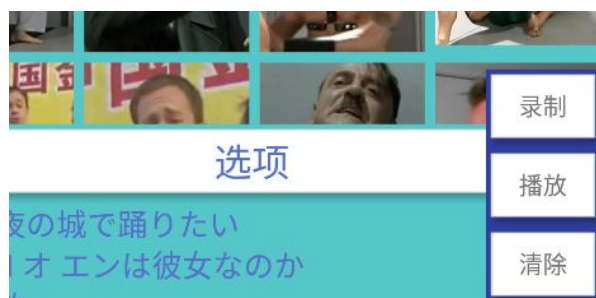 国
录制
选项
播放
夜の城で踊りたい
オ エンは彼女なのか
清除